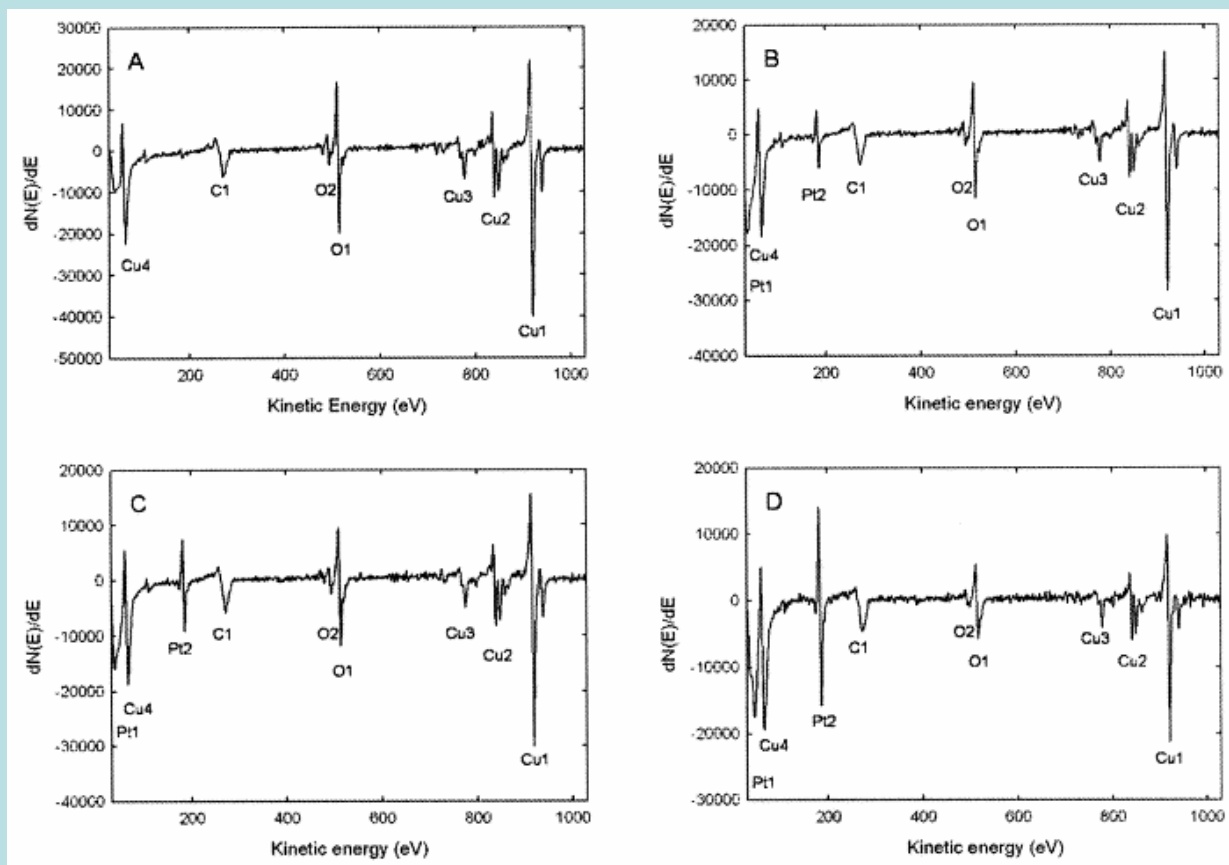 A
30000
20000
10000
0
-10000
-20000
-30000
-40000
-50000
dN(E)/dE
Cu4
C1
O2
O1
Cu3
Cu2
Cu1
200 400 600 800 1000
Kinetic Energy (eV)
B
20000
10000
0
-10000
-20000
-30000
-40000
dN(E)/dE
Pt2
C1
O2
O1
Cu3
Cu2
Cu4
Pt1
Cu1
200 400 600 800 1000
Kinetic energy (eV)
C
20000
10000
0
-10000
-20000
-30000
-40000
dN(E)/dE
Pt2
C1
O2
O1
Cu3
Cu2
Cu4
Pt1
Cu1
200 400 600 800 1000
Kinetic energy (eV)
D
20000
10000
0
-10000
-20000
-30000
dN(E)/dE
C1
O2
O1
Cu3
Cu2
Pt2
Cu4
Pt1
Cu1
200 400 600 800 1000
Kinetic energy (eV)